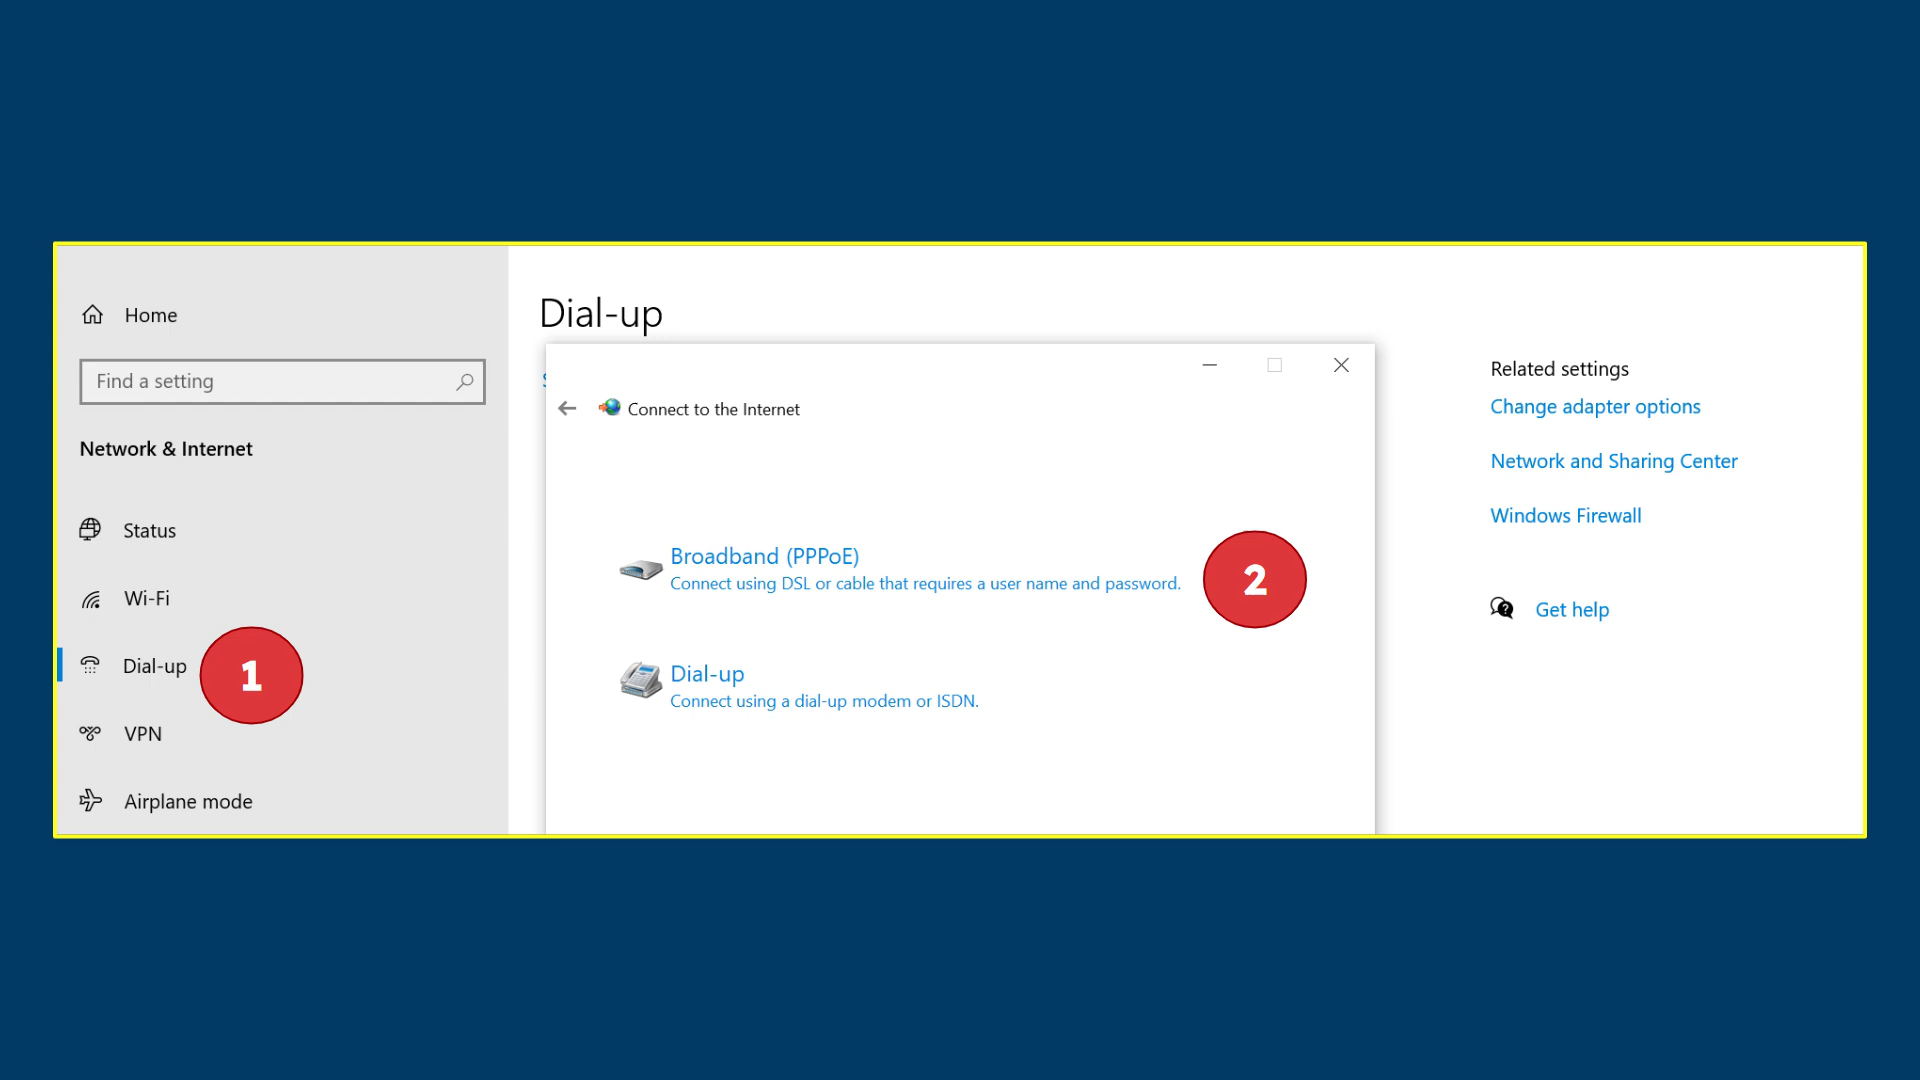 Home
Find a setting
Network & Internet
Status
Wi-Fi
Dial-up
1
VPN
Airplane mode
Dial-up
Connect to the Internet
Broadband (PPPoE)
Connect using DSL or cable that requires a user name and password.
2
Dial-up
Connect using a dial-up modem or ISDN.
Related settings
Change adapter options
Network and Sharing Center
Windows Firewall
Get help